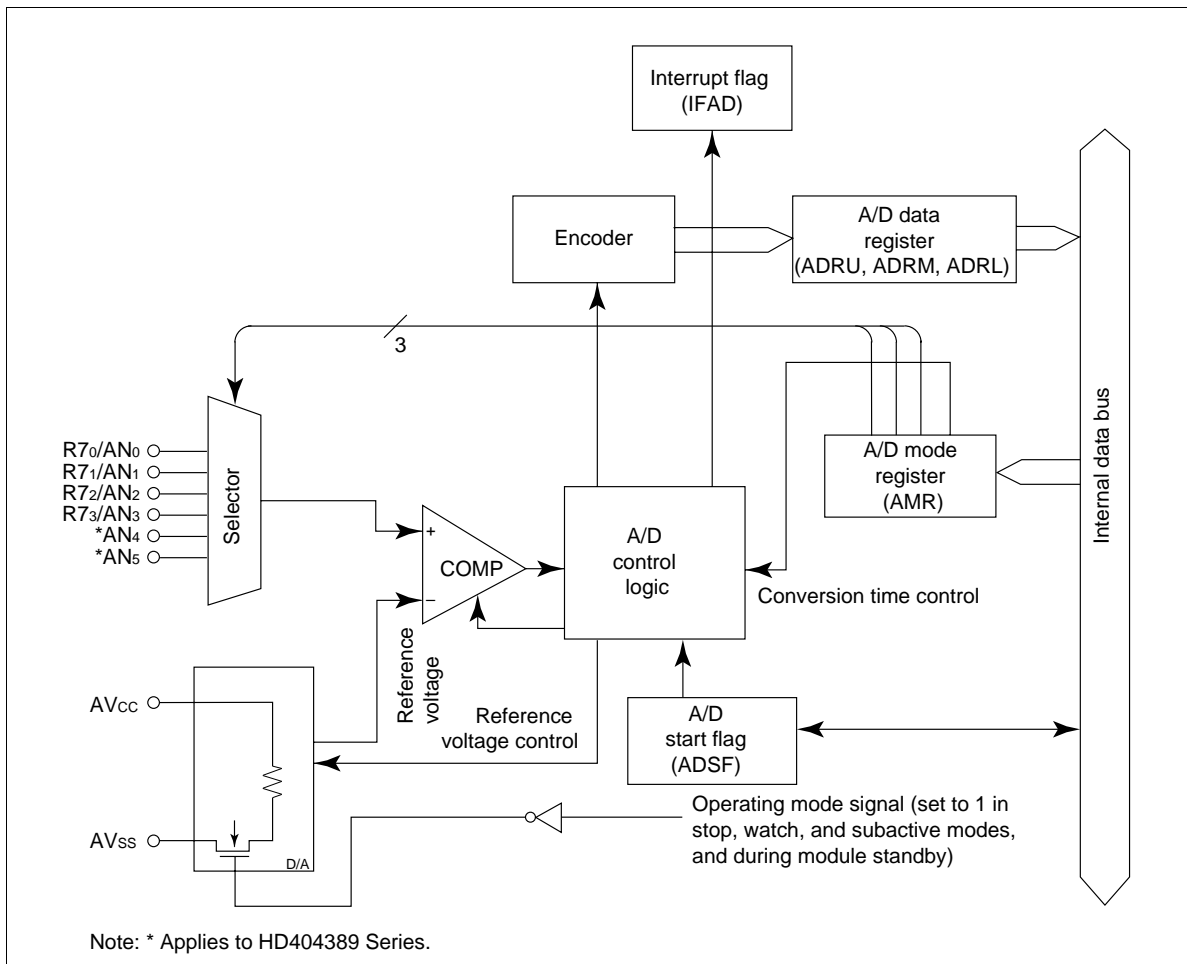 Interrupt flag
(IFAD)
Encoder
A/D data
register
(ADRU, ADRM, ADRL)
3
R70/AN0
R71/AN1
R72/AN2
R73/AN3
*AN4
*AN5
Selector
+
−
COMP
A/D
control
logic
A/D mode
register
(AMR)
Internal data bus
Conversion time control
Reference
voltage
Reference
voltage control
A/D
start flag
(ADSF)
AVCC
AVSS
D/A
Operating mode signal (set to 1 in
stop, watch, and subactive modes,
and during module standby)
Note: * Applies to HD404389 Series.